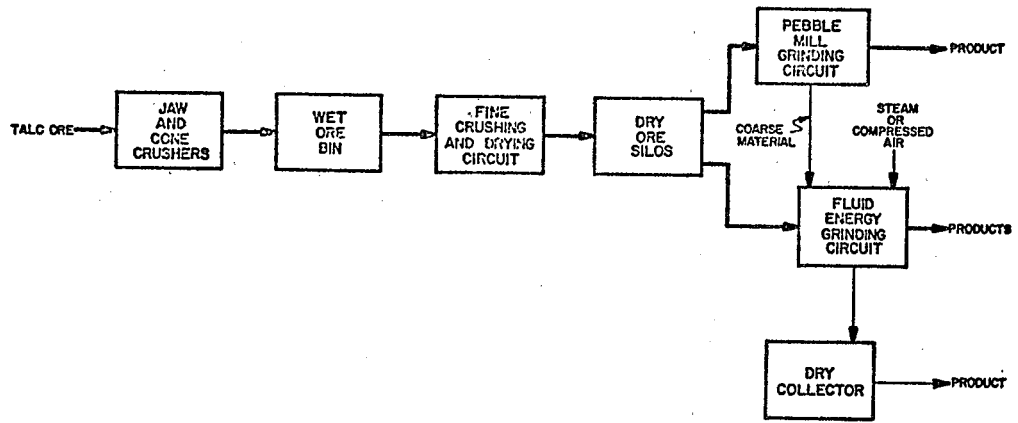 TALC ORE
JAW
AND
CONE
CRUSHERS
WET
ORE
BIN
FINE
CRUSHING
AND DRYING
CIRCUIT
DRY
ORE
SILOS
PEBBLE
MILL
GRINDING
CIRCUIT
PRODUCT
COARSE
MATERIAL
STEAM
OR
COMPRESSED
AIR
FLUID
ENERGY
GRINDING
CIRCUIT
PRODUCTS
DRY
COLLECTOR
PRODUCT